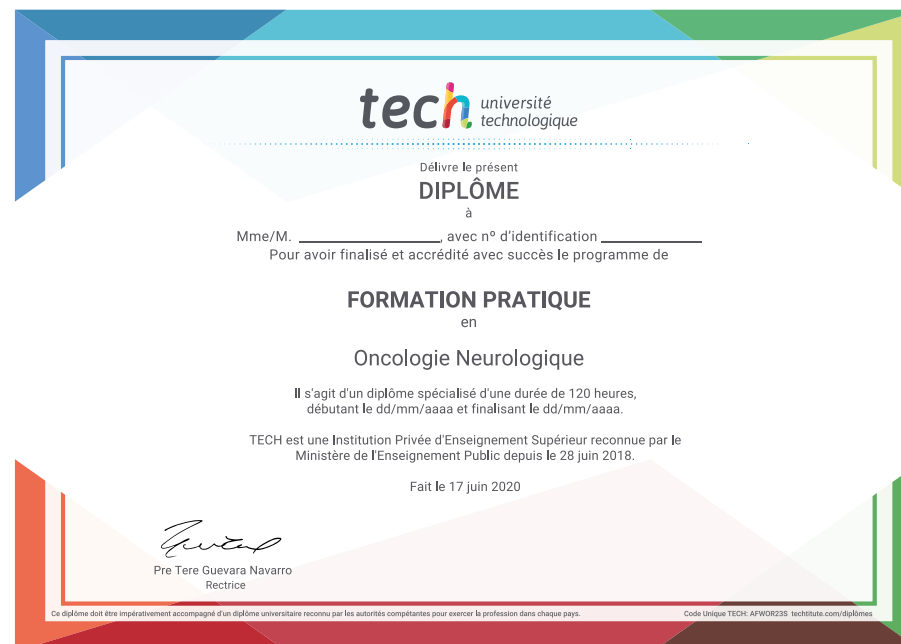 tech université
technologique
Délivre le présent
DIPLÔME
à
Mme/M. ____________________, avec nº d'identification ______________
Pour avoir finalisé et accrédité avec succès le programme de
FORMATION PRATIQUE
en
Oncologie Neurologique
Il s'agit d'un diplôme spécialisé d'une durée de 120 heures,
débutant le dd/mm/aaaa et finalisant le dd/mm/aaaa.
TECH est une Institution Privée d'Enseignement Supérieur reconnue par le
Ministère de l'Enseignement Public depuis le 28 juin 2018.
Fait le 17 juin 2020
Pre Tere Guevara Navarro
Rectrice
Ce diplôme doit être impérativement accompagné d'un diplôme universitaire reconnu par les autorités compétantes pour exercer la profession dans chaque pays.
Code Unique TECH: AFWOR23S techtitute.com/diplômes